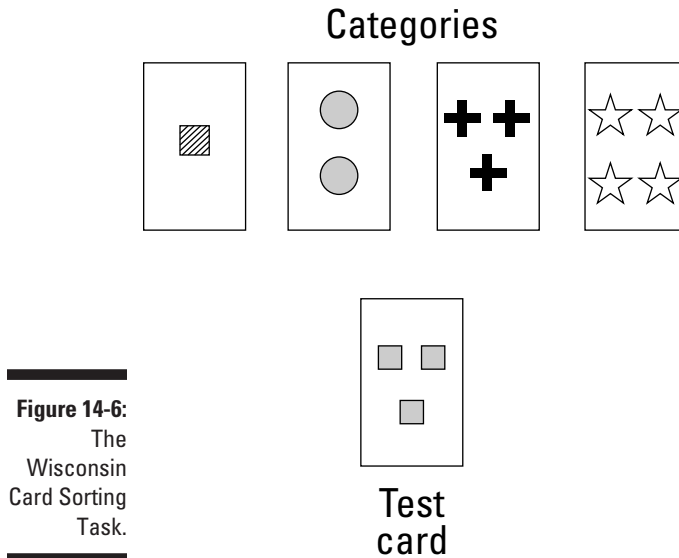 Categories
Figure 14-6:
The
Wisconsin
Card Sorting
Task.
Test
card